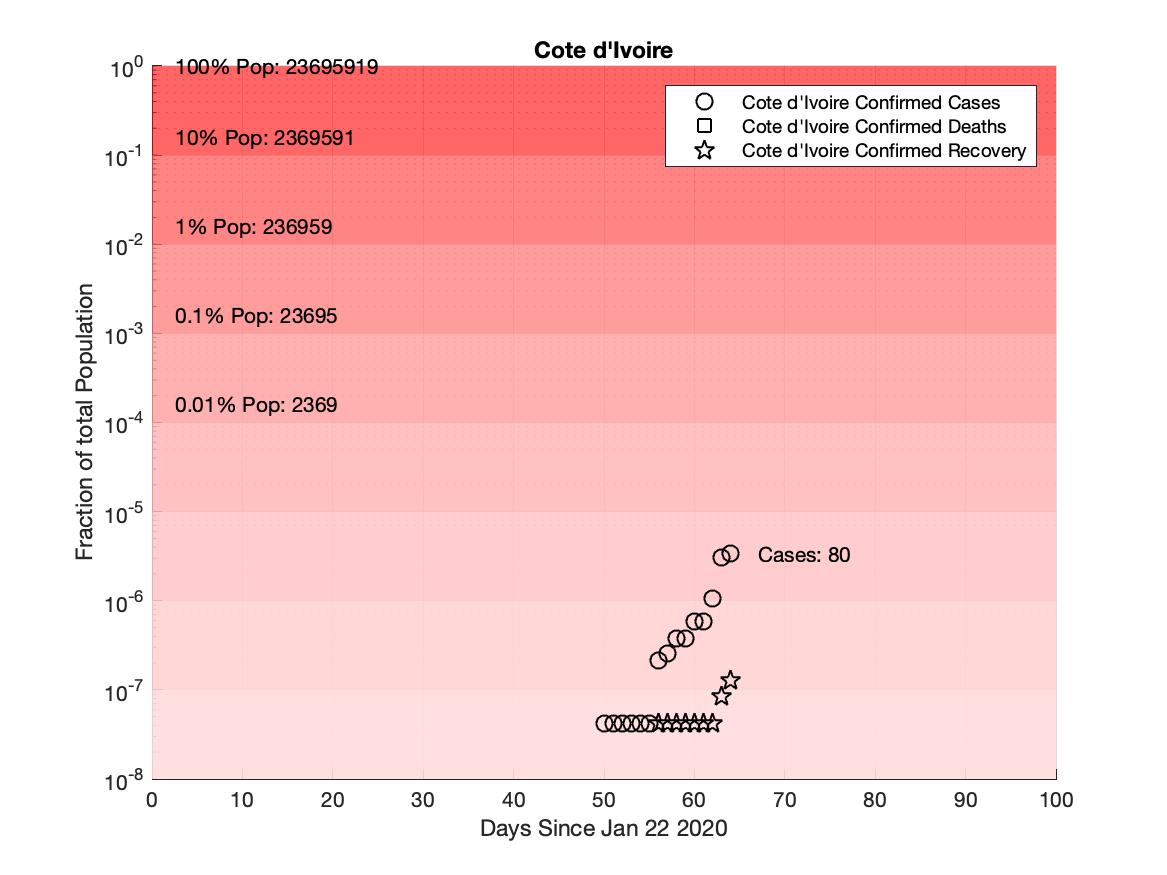 Cote d'Ivoire
10^0
100% Pop: 23695919
Cote d'Ivoire Confirmed Cases
Cote d'Ivoire Confirmed Deaths
Cote d'Ivoire Confirmed Recovery
10% Pop: 2369591
10^-1
1% Pop: 236959
10^-2
0.1% Pop: 23695
10^-3
0.01% Pop: 2369
10^-4
10^-5
Cases: 80
10^-6
10^-7
10^-8
Fraction of total Population
0 10 20 30 40 50 60 70 80 90 100
Days Since Jan 22 2020